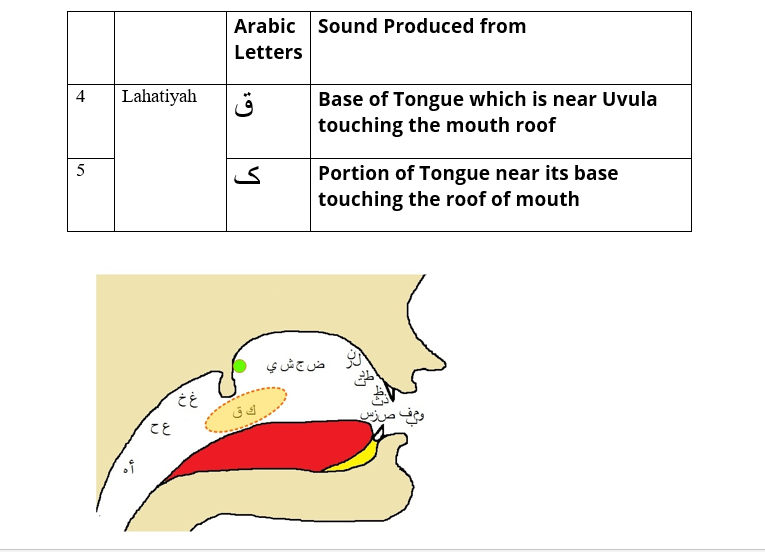 Arabic Letters Sound Produced from
4 Lahatiyah ق Base of Tongue which is near Uvula
touching the mouth roof
5 ک Portion of Tongue near its base
touching the roof of mouth
ض ج ش ي
غ خ
ك ق
ع ح
أ ه